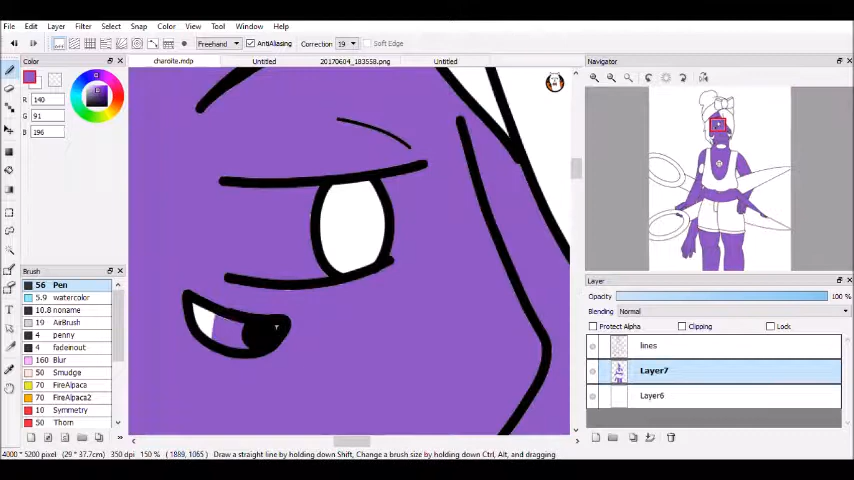 File Edit Layer Filter Select Snap Color View Tool Window Help
Freehand AntiAliasing Correction 19 Soft Edge
Color
charoite.mdp Untitled 20170604_183558.png Untitled
Navigator
R 140
G 91
B 196
Brush
56 Pen
5.9 watercolor
10.8 noname
19 AirBrush
4 penny
4 fadeinout
160 Blur
50 Smudge
70 FireAlpaca
70 FireAlpaca2
10 Symmetry
50 Thorn
Layer
Opacity 100 %
Blending Normal
Protect Alpha Clipping Lock
lines
Layer7
Layer6
4000 * 5200 pixel (29 * 37.7cm) 350 dpi 150 % (1889, 1065) Draw a straight line by holding down Shift, Change a brush size by holding down Ctrl, Alt, and dragging